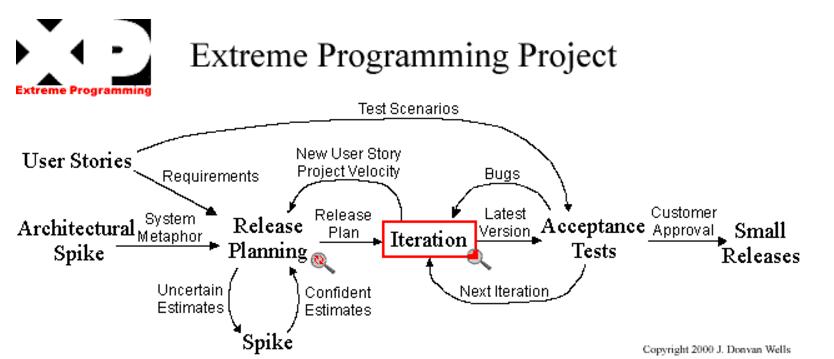 XP
Extreme Programming
Extreme Programming Project
Test Scenarios
User Stories
Requirements
New User Story
Project Velocity
Bugs
Architectural
Spike
System
Metaphor
Release
Planning
Release
Plan
Iteration
Latest
Version
Acceptance
Tests
Customer
Approval
Small
Releases
Uncertain
Estimates
Confident
Estimates
Next Iteration
Spike
Copyright 2000 J. Donvan Wells